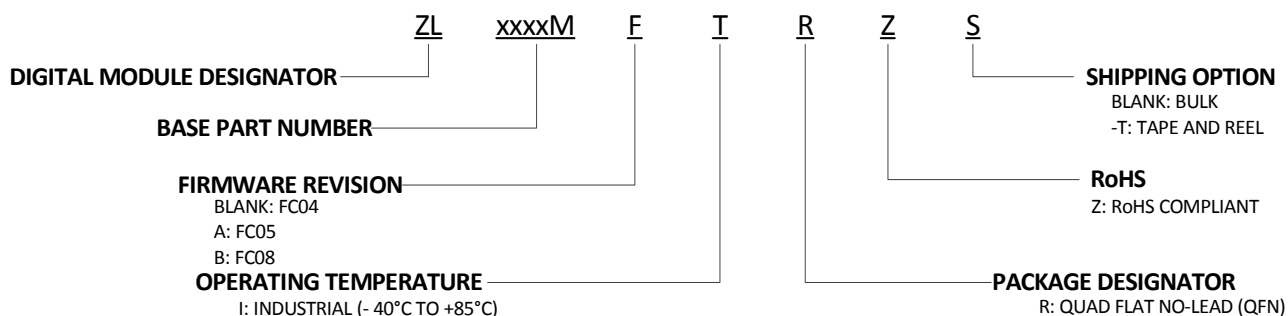 ZL xxxxM F T R Z S
DIGITAL MODULE DESIGNATOR
BASE PART NUMBER
FIRMWARE REVISION
BLANK: FC04
A: FC05
B: FC08
OPERATING TEMPERATURE
I: INDUSTRIAL (- 40°C TO +85°C)
SHIPPING OPTION
BLANK: BULK
-T: TAPE AND REEL
RoHS
Z: RoHS COMPLIANT
PACKAGE DESIGNATOR
R: QUAD FLAT NO-LEAD (QFN)